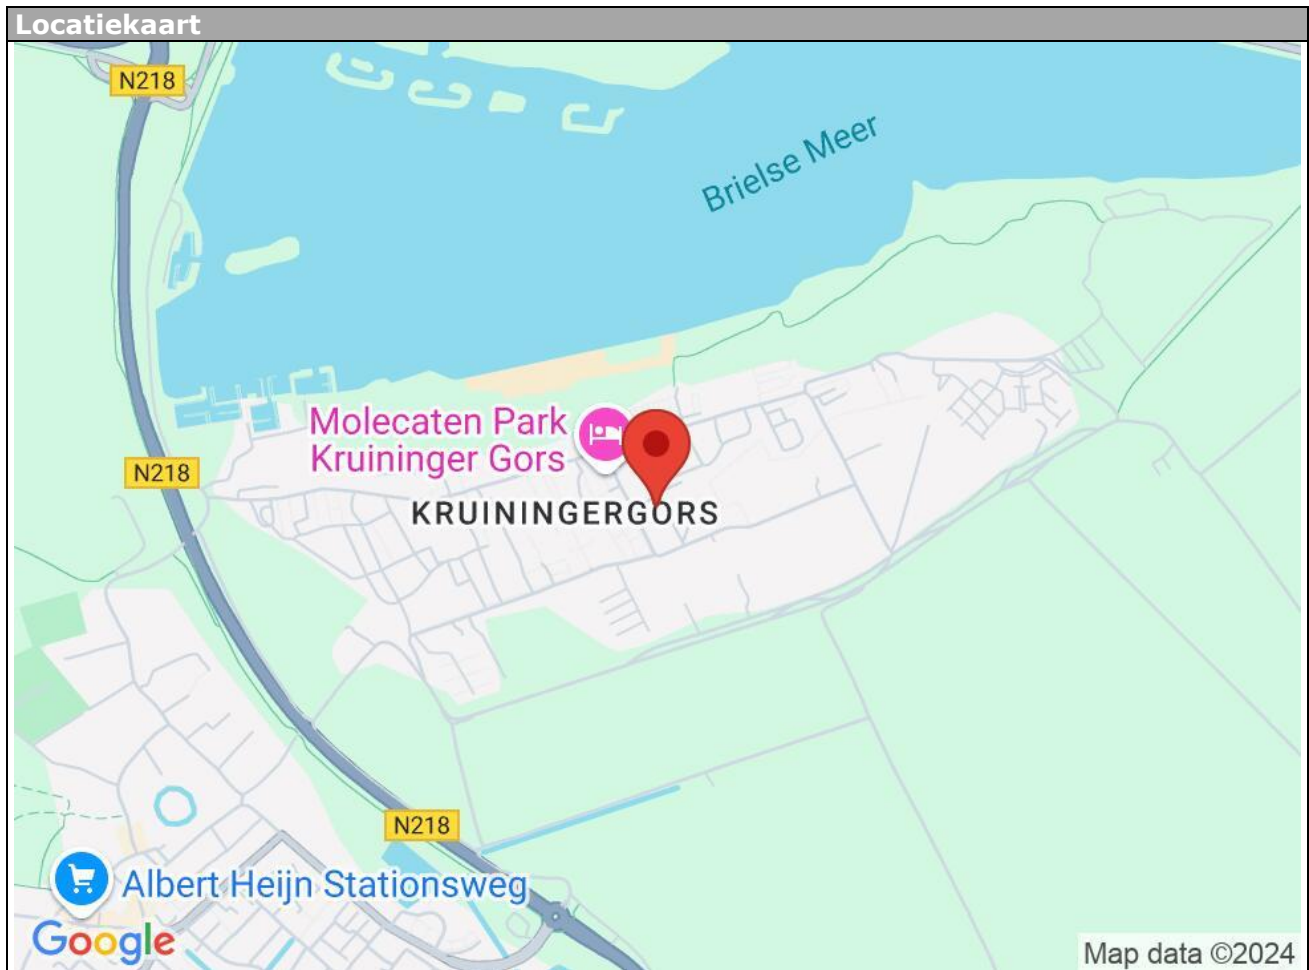 Locatiekaart
N218
Brielse Meer
Molecaten Park
Kruininger Gors
N218
KRUININGERGORS
N218
Albert Heijn Stationsweg
Google
Map data ©2024